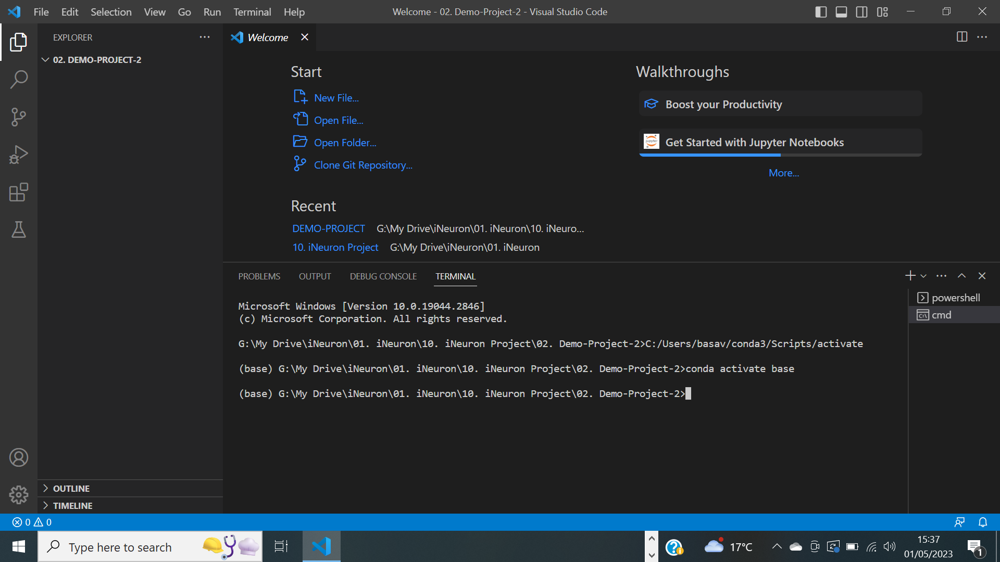 File Edit Selection View Go Run Terminal Help
Welcome - 02. Demo-Project-2 - Visual Studio Code
EXPLORER
02. DEMO-PROJECT-2
Welcome
Start
New File...
Open File...
Open Folder...
Clone Git Repository...
Recent
DEMO-PROJECT G:\My Drive\iNeuron\01. iNeuron\10. iNeuro...
10. iNeuron Project G:\My Drive\iNeuron\01. iNeuron
Walkthroughs
Boost your Productivity
jupyter
Get Started with Jupyter Notebooks
More...
PROBLEMS OUTPUT DEBUG CONSOLE TERMINAL
Microsoft Windows [Version 10.0.19044.2846]
(c) Microsoft Corporation. All rights reserved.
G:\My Drive\iNeuron\01. iNeuron\10. iNeuron Project\02. Demo-Project-2>C:/Users/basav/conda3/Scripts/activate
(base) G:\My Drive\iNeuron\01. iNeuron\10. iNeuron Project\02. Demo-Project-2>conda activate base
(base) G:\My Drive\iNeuron\01. iNeuron\10. iNeuron Project\02. Demo-Project-2>
powershell
cmd
OUTLINE
TIMELINE
0 0
Type here to search
17°C
15:37
01/05/2023
1